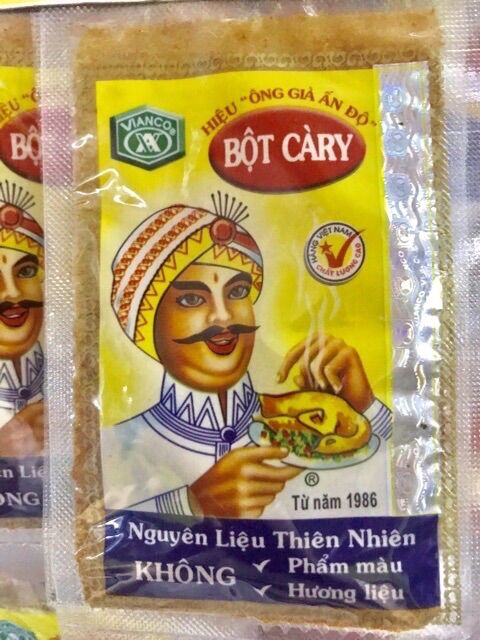 VIANCO®
HIỆU "ÔNG GIÀ ẤN ĐỘ"
BỘT CÀRY
HÀNG VIỆT NAM
CHẤT LƯỢNG CAO
®
Từ năm 1986
Nguyên Liệu Thiên Nhiên
KHÔNG ✓ Phẩm màu
✓ Hương liệu